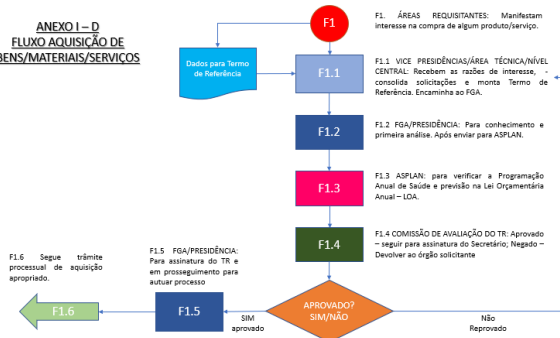 ANEXO I – D
FLUXO AQUISIÇÃO DE
BENS/MATERIAIS/SERVIÇOS
F1
F1. ÁREAS REQUISITANTES: Manifestam
interesse na compra de algum produto/serviço.
Dados para Termo
de Referência
F1.1
F1.1 VICE PRESIDÊNCIAS/ÁREA TÉCNICA/NÍVEL
CENTRAL: Recebem as razões de interesse, -
consolida solicitações e monta Termo de
Referência. Encaminha ao FGA.
F1.2
F1.2 FGA/PRESIDÊNCIA: Para conhecimento e
primeira análise. Após enviar para ASPLAN.
F1.3
F1.3 ASPLAN: para verificar a Programação
Anual de Saúde e previsão na Lei Orçamentária
Anual – LOA.
F1.4
F1.4 COMISSÃO DE AVALIAÇÃO DO TR: Aprovado
– seguir para assinatura do Secretário; Negado –
Devolver ao órgão solicitante
F1.6 Segue trâmite
processual de aquisição
apropriado.
F1.5 FGA/PRESIDÊNCIA:
Para assinatura do TR e
em prosseguimento para
autuar processo
F1.6
F1.5
SIM
aprovado
APROVADO?
SIM/NÃO
Não
Reprovado